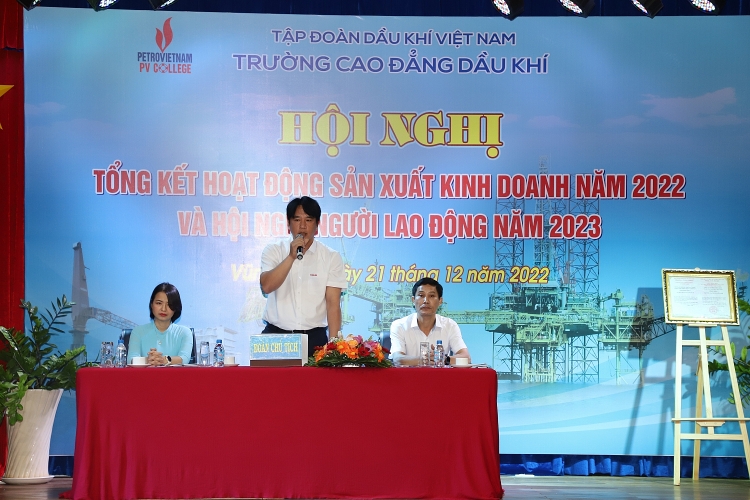 PETROVIETNAM
PV COLLEGE
TẬP ĐOÀN DẦU KHÍ VIỆT NAM
TRƯỜNG CAO ĐẲNG DẦU KHÍ
HỘI NGHỊ
TỔNG KẾT HOẠT ĐỘNG SẢN XUẤT KINH DOANH NĂM 2022
VÀ HỘI NGƯỜI LAO ĐỘNG NĂM 2023
21 tháng 12 năm 2022
ĐOÀN CHỦ TỊCH